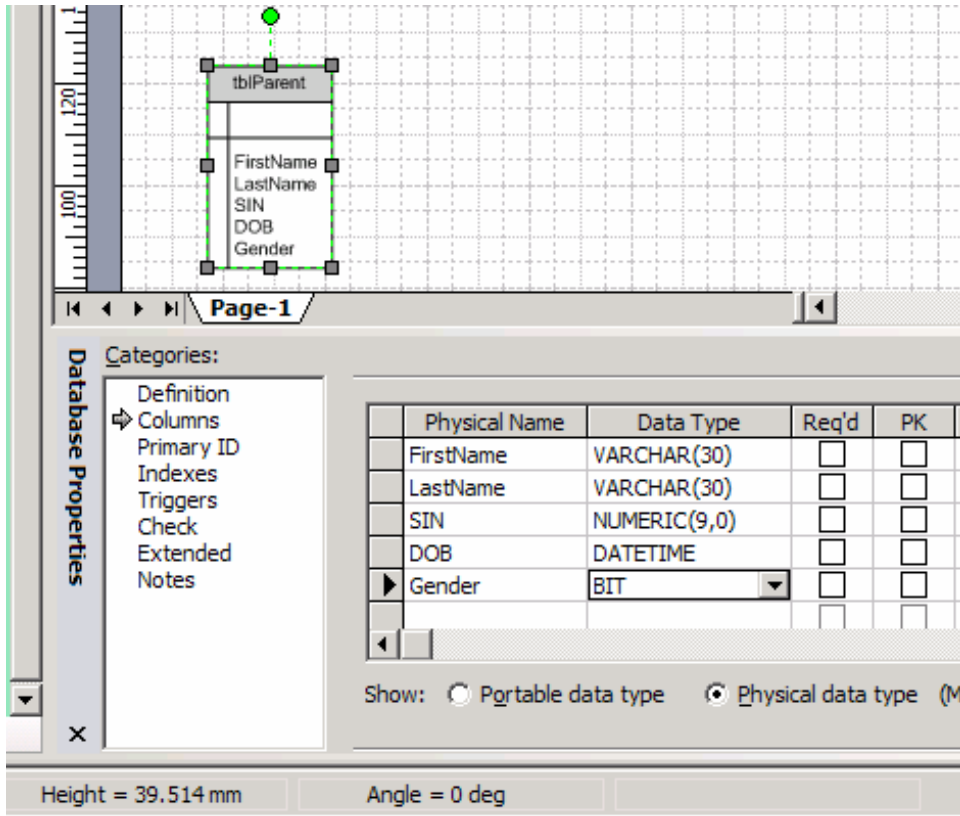 120
100
tblParent
FirstName
LastName
SIN
DOB
Gender
Page-1
Database Properties
Categories:
Definition
Columns
Primary ID
Indexes
Triggers
Check
Extended
Notes
Physical Name Data Type Req'd PK
FirstName VARCHAR(30)
LastName VARCHAR(30)
SIN NUMERIC(9,0)
DOB DATETIME
Gender BIT
Show: Portable data type Physical data type (M
X
Height = 39.514 mm Angle = 0 deg